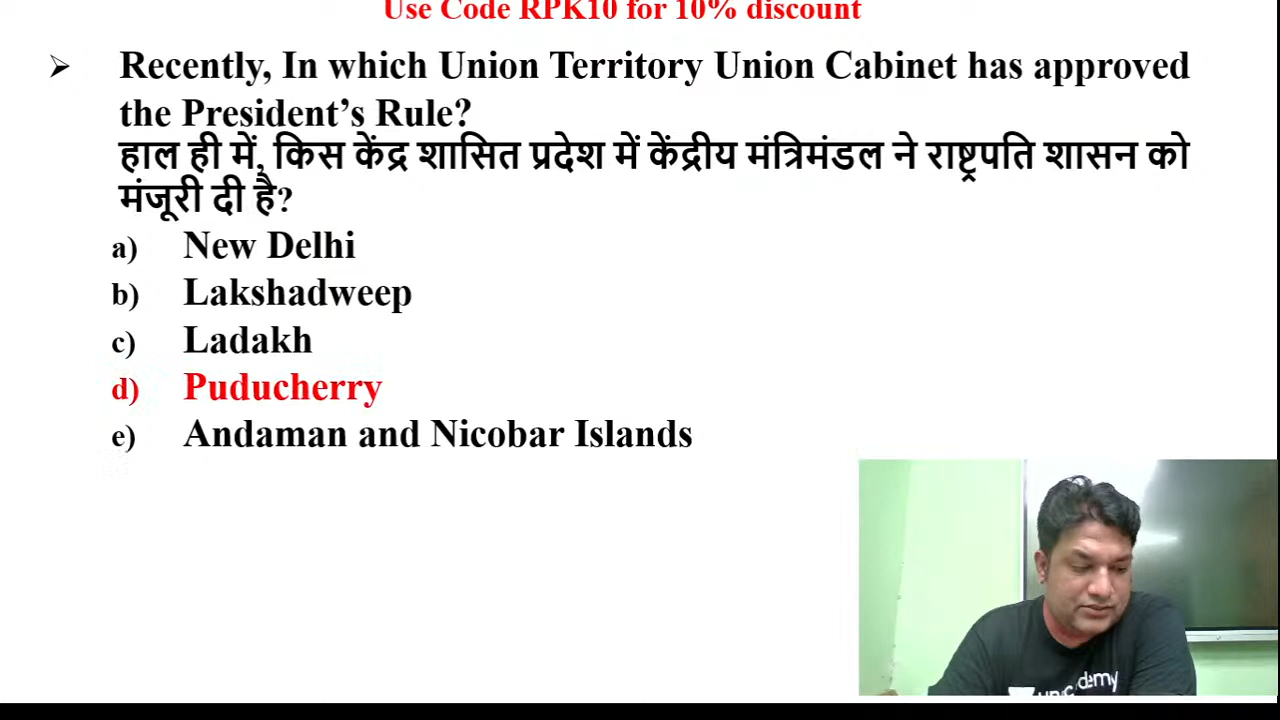 Use Code RPK10 for 10% discount
➢ Recently, In which Union Territory Union Cabinet has approved
the President’s Rule?
हाल ही में, किस केंद्र शासित प्रदेश में केंद्रीय मंत्रिमंडल ने राष्ट्रपति शासन को
मंजूरी दी है?
a) New Delhi
b) Lakshadweep
c) Ladakh
d) Puducherry
e) Andaman and Nicobar Islands